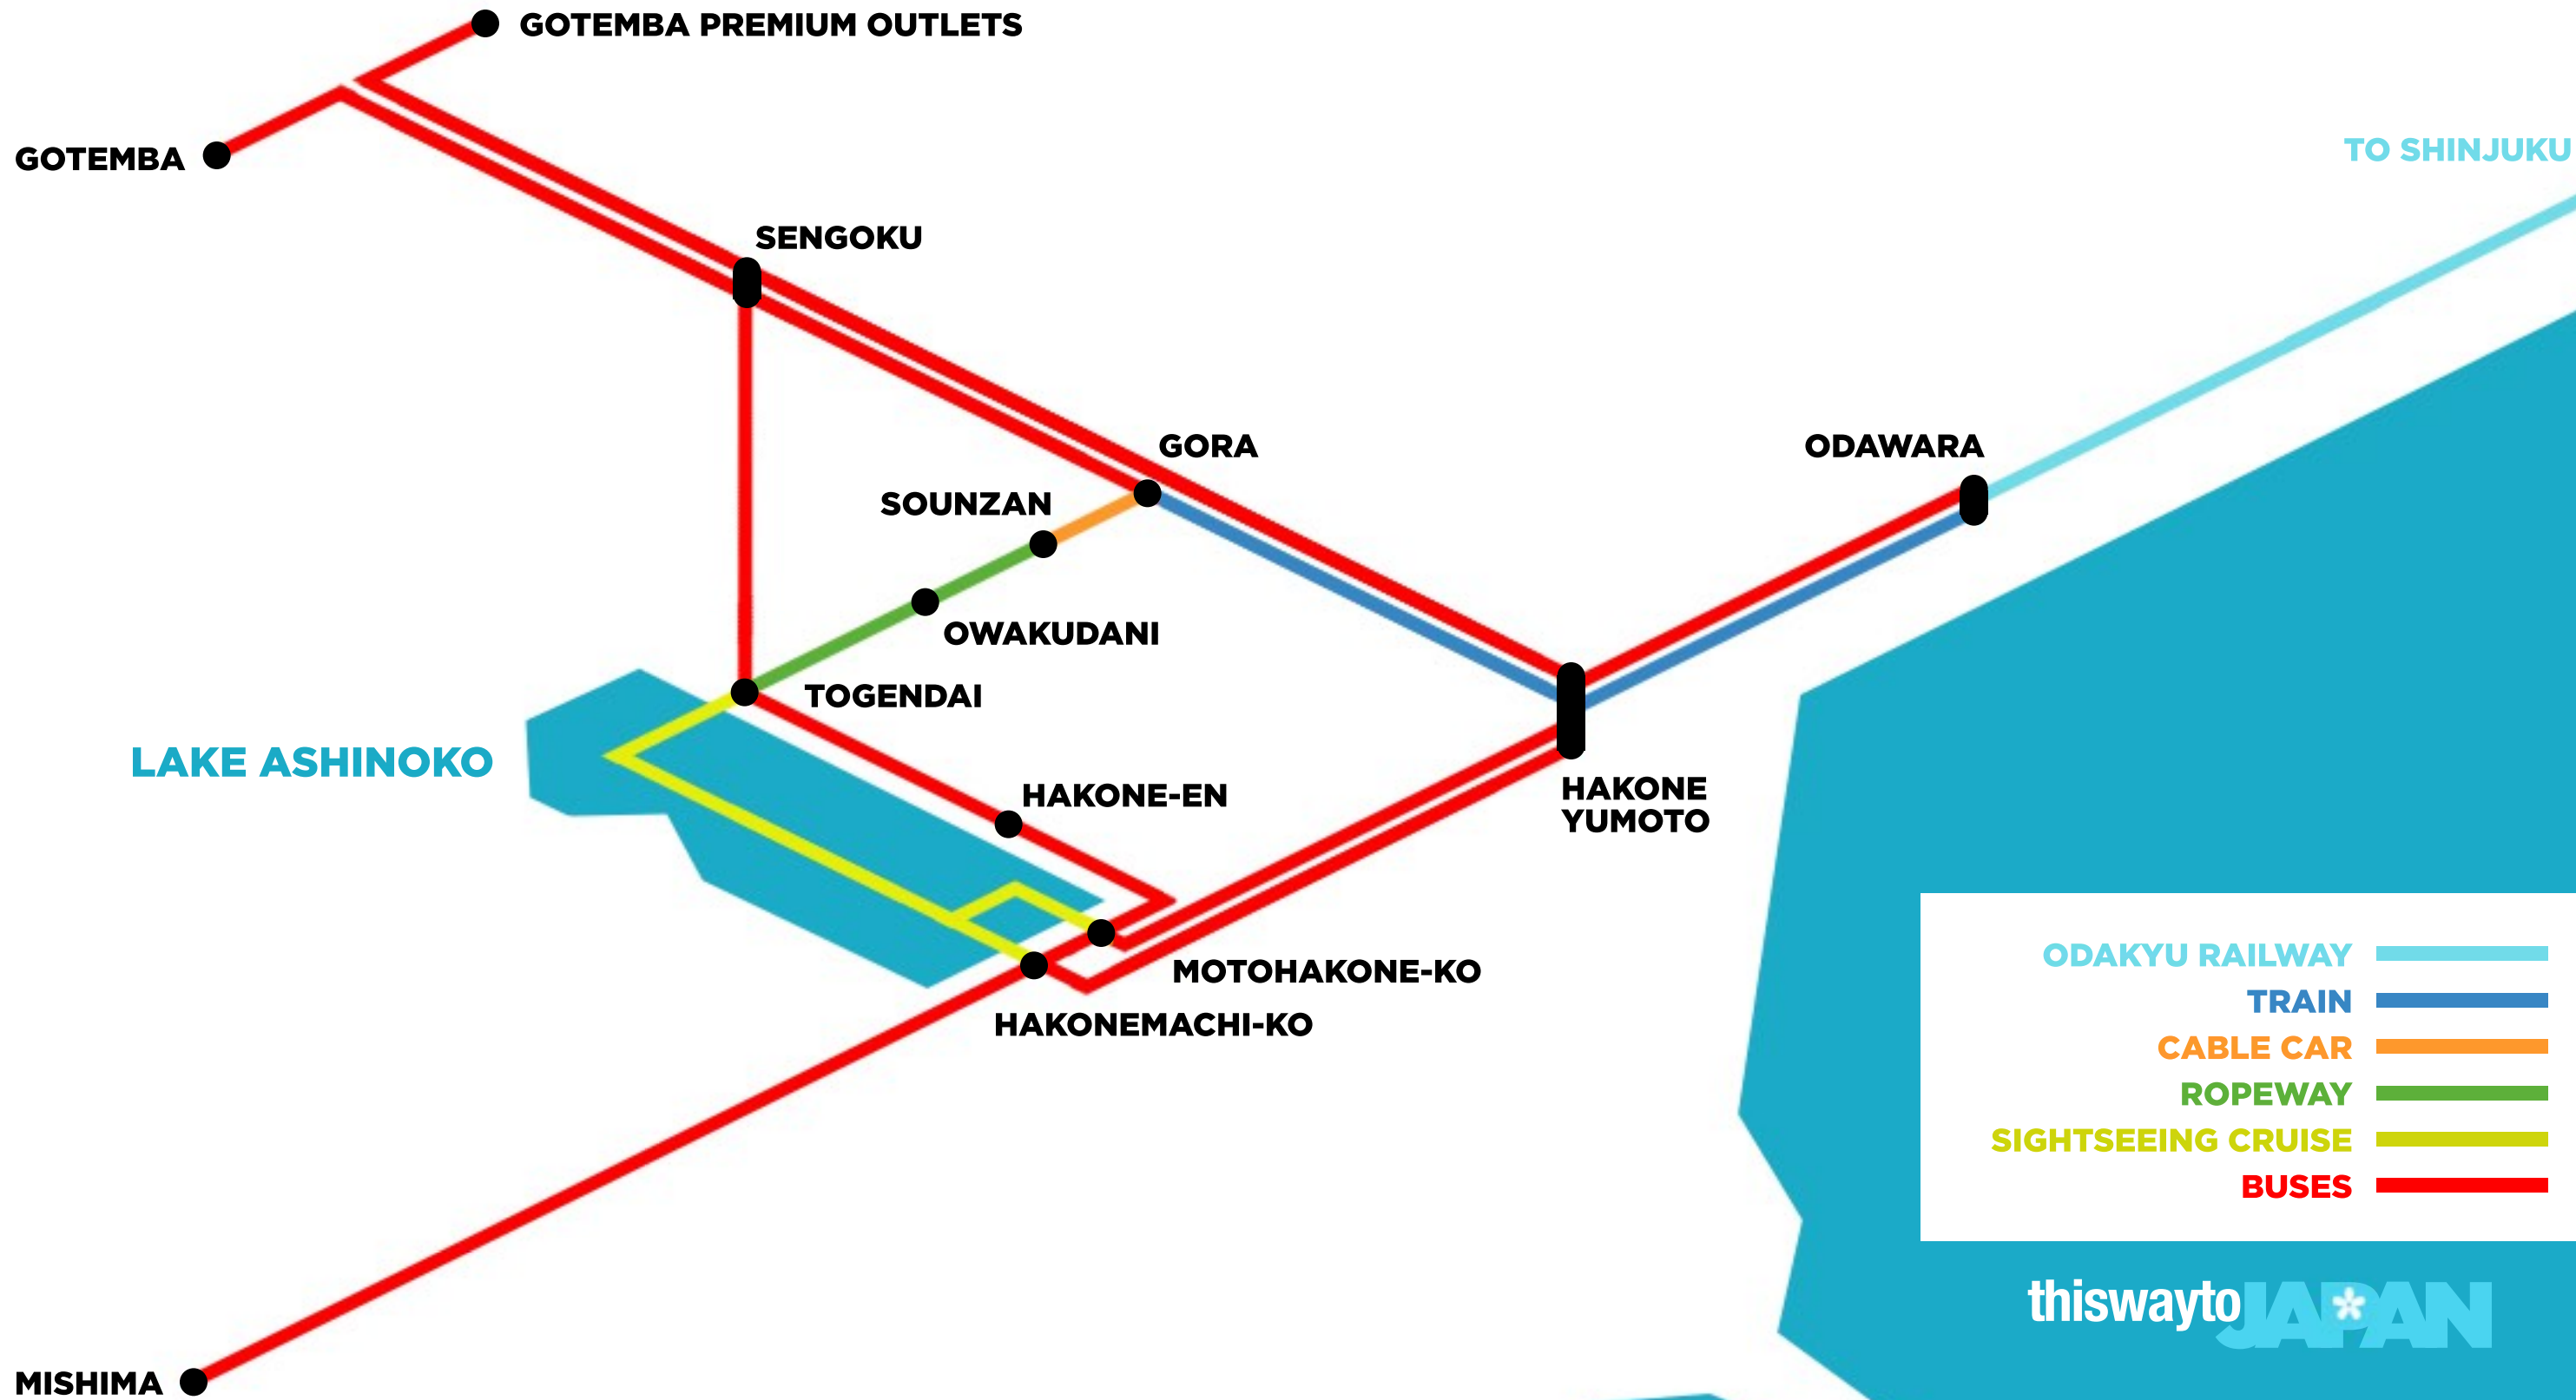 GOTEMBA PREMIUM OUTLETS
GOTEMBA
TO SHINJUKU
SENGOKU
GORA
ODAWARA
SOUNZAN
OWAKUDANI
TOGENDAI
LAKE ASHINOKO
HAKONE-EN
HAKONE
YUMOTO
MOTOHAKONE-KO
HAKONEMACHI-KO
MISHIMA
ODAKYU RAILWAY
TRAIN
CABLE CAR
ROPEWAY
SIGHTSEEING CRUISE
BUSES
thiswaytoJAPAN